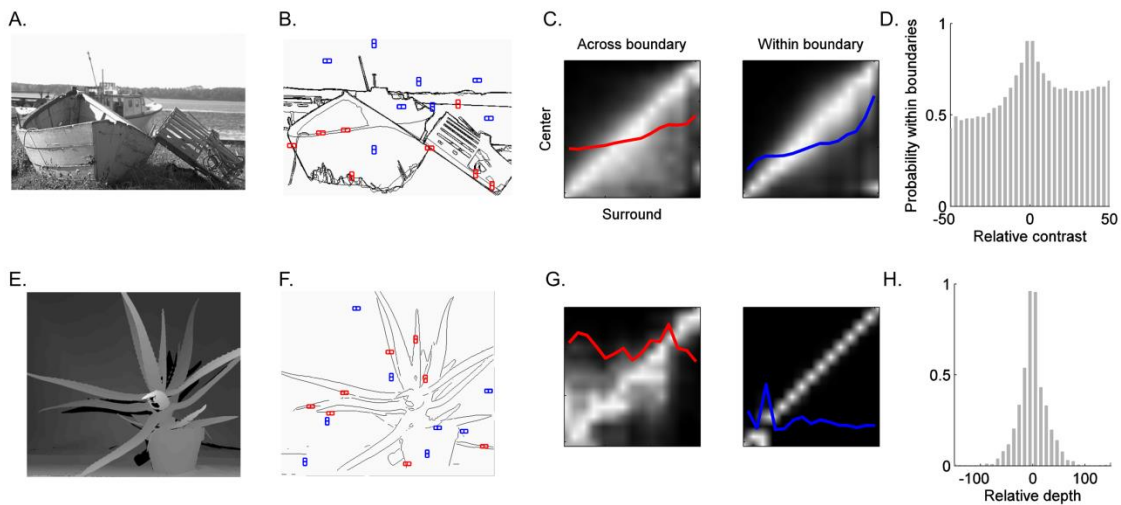 A.
B.
C.
D.
Across boundary
Within boundary
Center
Surround
Probability within boundaries
1
0.5
0
-50
0
50
Relative contrast
E.
F.
G.
H.
1
0.5
0
-100
0
100
Relative depth